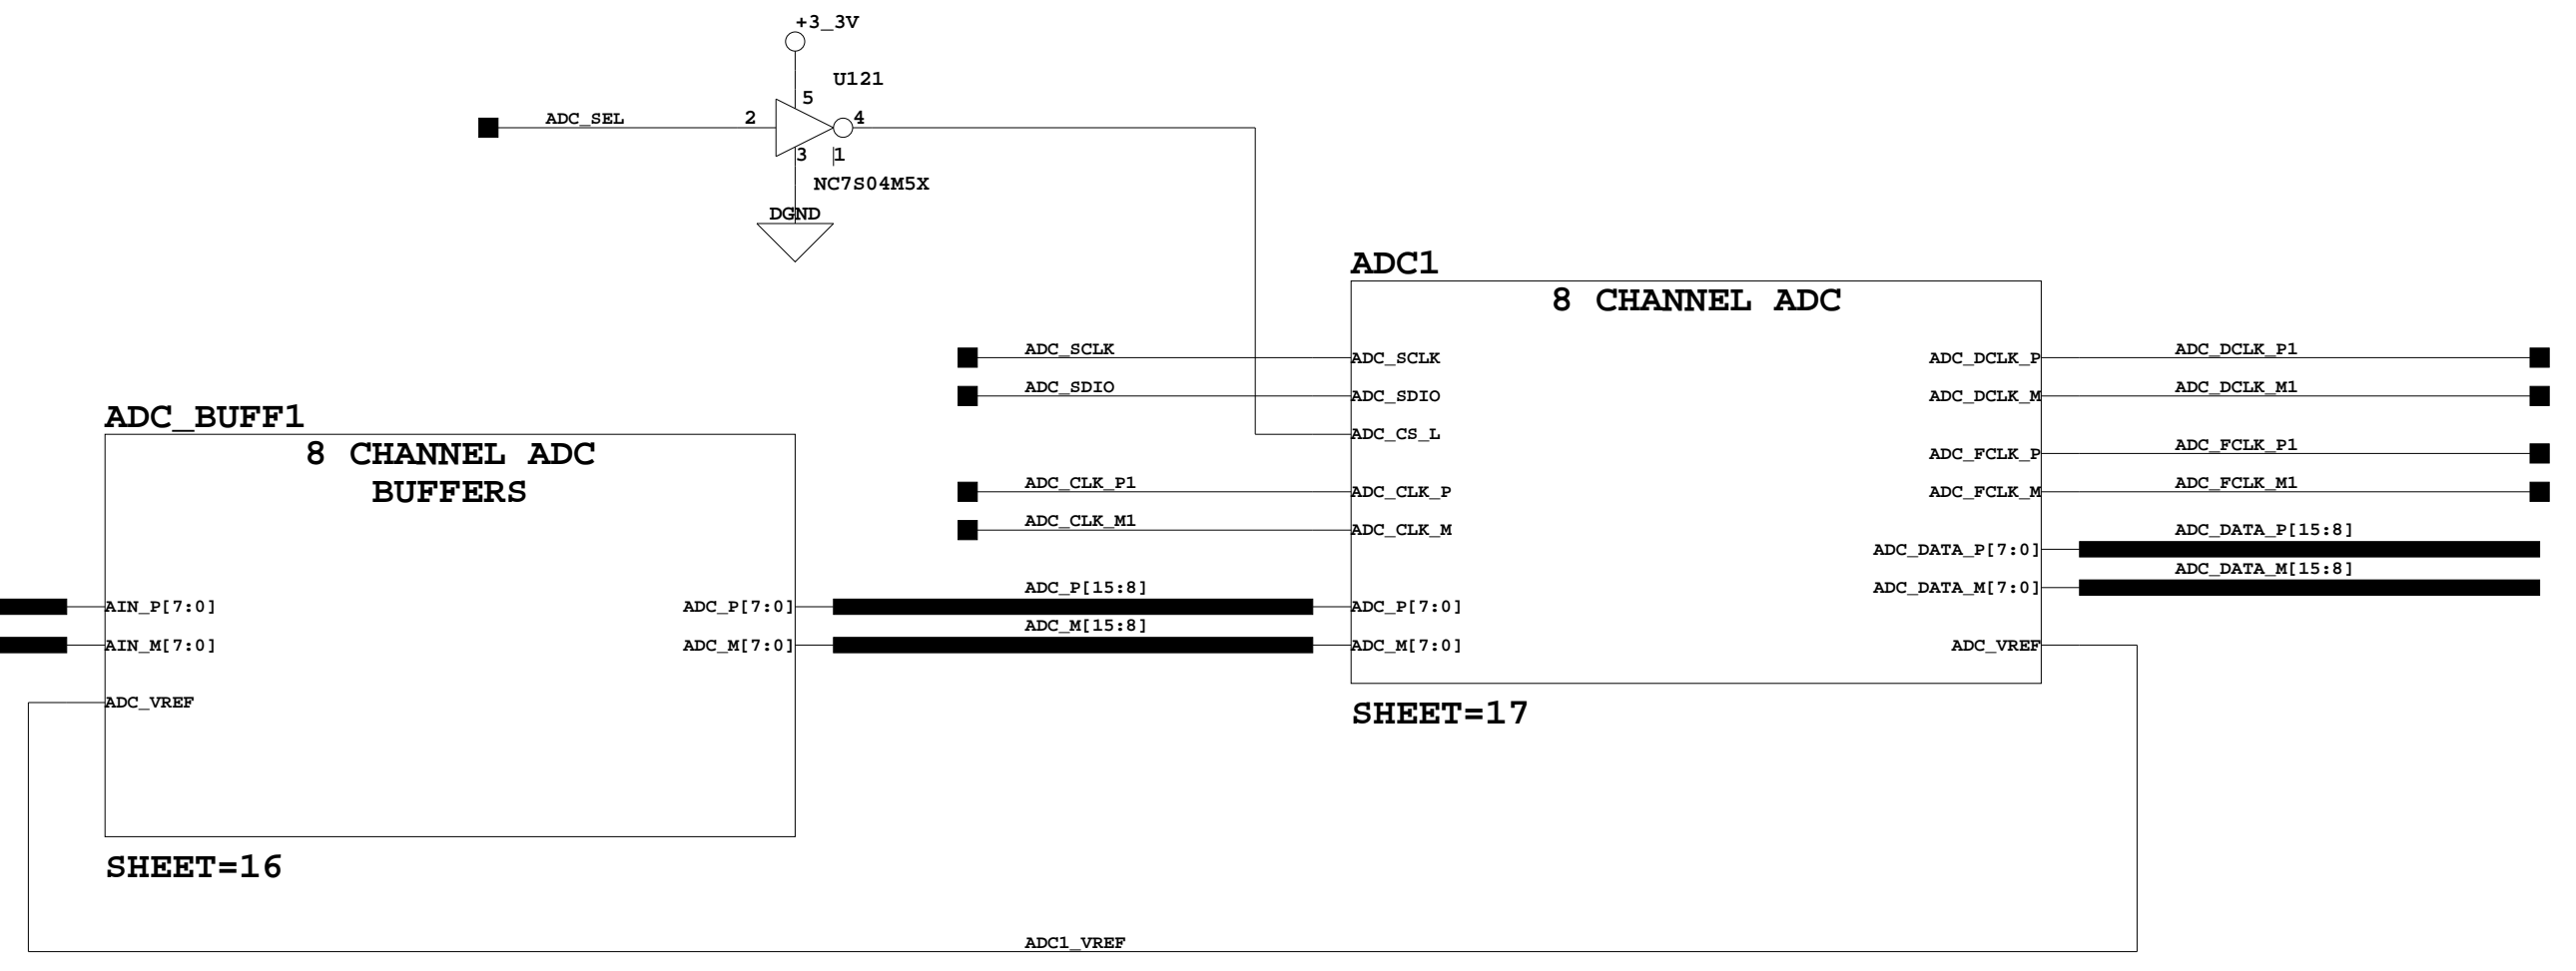 +3_3V
U121
5
ADC_SEL
2
4
3
1
NC7S04M5X
DGND
ADC1
8 CHANNEL ADC
ADC_SCLK
ADC_SCLK
ADC_DCLK_P
ADC_DCLK_P1
ADC_SDIO
ADC_SDIO
ADC_DCLK_M
ADC_DCLK_M1
ADC_CS_L
ADC_FCLK_P
ADC_FCLK_P1
ADC_CLK_P1
ADC_CLK_P
ADC_FCLK_M
ADC_FCLK_M1
ADC_CLK_M1
ADC_CLK_M
ADC_DATA_P[7:0]
ADC_DATA_P[15:8]
ADC_DATA_M[7:0]
ADC_DATA_M[15:8]
ADC_P[7:0]
ADC_M[7:0]
ADC_VREF
SHEET=17
ADC_BUFF1
8 CHANNEL ADC
BUFFERS
AIN_P[7:0]
ADC_P[7:0]
ADC_P[15:8]
AIN_M[7:0]
ADC_M[7:0]
ADC_M[15:8]
ADC_VREF
SHEET=16
ADC1_VREF